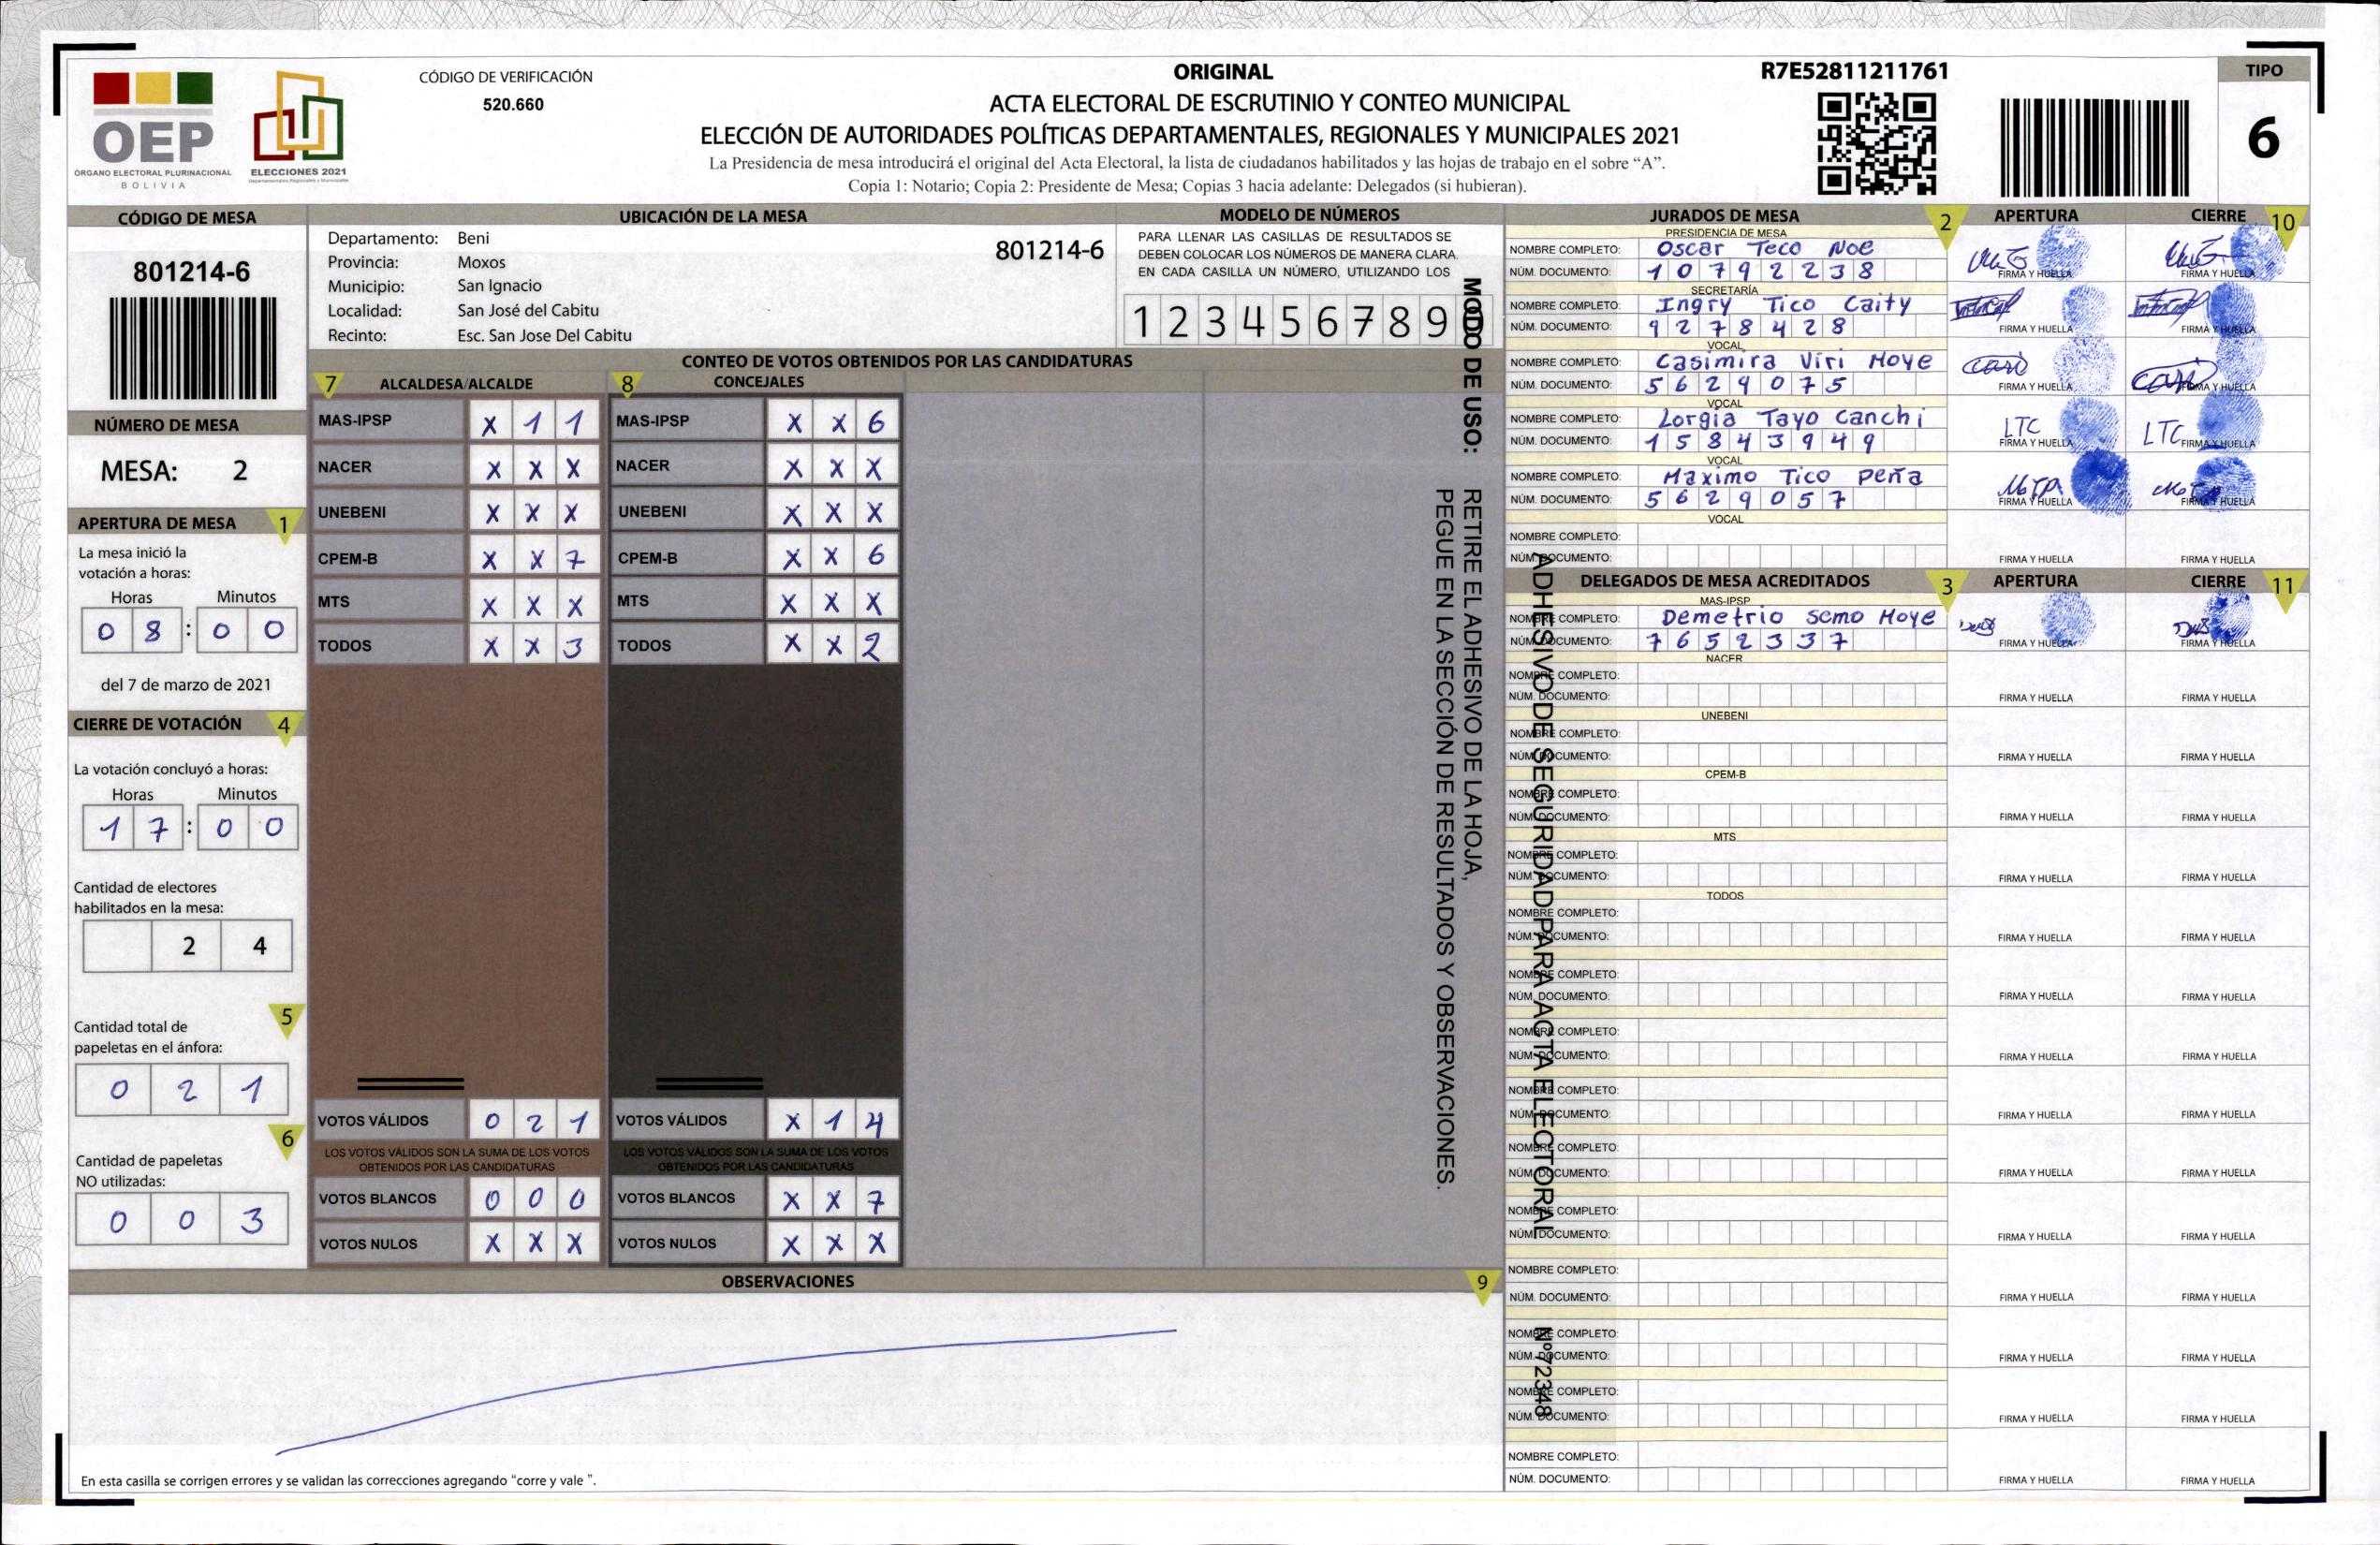 OEP
ÓRGANO ELECTORAL PLURINACIONAL
BOLIVIA
ELECCIONES 2021
CÓDIGO DE VERIFICACIÓN
520.660
ORIGINAL
ACTA ELECTORAL DE ESCRUTINIO Y CONTEO MUNICIPAL
ELECCIÓN DE AUTORIDADES POLÍTICAS DEPARTAMENTALES, REGIONALES Y MUNICIPALES 2021
La Presidencia de mesa introducirá el original del Acta Electoral, la lista de ciudadanos habilitados y las hojas de trabajo en el sobre “A”.
Copia 1: Notario; Copia 2: Presidente de Mesa; Copias 3 hacia adelante: Delegados (si hubieran).
R7E52811211761
TIPO
6
CÓDIGO DE MESA
801214-6
NÚMERO DE MESA
MESA: 2
APERTURA DE MESA 1
La mesa inició la
votación a horas:
Horas Minutos
0 8 : 0 0
del 7 de marzo de 2021
CIERRE DE VOTACIÓN 4
La votación concluyó a horas:
Horas Minutos
1 7 : 0 0
Cantidad de electores
habilitados en la mesa:
2 4
5
Cantidad total de
papeletas en el ánfora:
0 2 1
6
Cantidad de papeletas
NO utilizadas:
0 0 3
UBICACIÓN DE LA MESA
Departamento: Beni
801214-6
Provincia: Moxos
Municipio: San Ignacio
Localidad: San José del Cabitu
Recinto: Esc. San Jose Del Cabitu
MODELO DE NÚMEROS
PARA LLENAR LAS CASILLAS DE RESULTADOS SE
DEBEN COLOCAR LOS NÚMEROS DE MANERA CLARA.
EN CADA CASILLA UN NÚMERO, UTILIZANDO LOS
1 2 3 4 5 6 7 8 9 0
CONTEO DE VOTOS OBTENIDOS POR LAS CANDIDATURAS
7 ALCALDESA/ALCALDE
MAS-IPSP X 1 1
NACER X X X
UNEBENI X X X
CPEM-B X X 7
MTS X X X
TODOS X X 3
VOTOS VÁLIDOS 0 2 1
LOS VOTOS VÁLIDOS SON LA SUMA DE LOS VOTOS
OBTENIDOS POR LAS CANDIDATURAS
VOTOS BLANCOS 0 0 0
VOTOS NULOS X X X
8 CONCEJALES
MAS-IPSP X X 6
NACER X X X
UNEBENI X X X
CPEM-B X X 6
MTS X X X
TODOS X X 2
VOTOS VÁLIDOS X 1 4
LOS VOTOS VÁLIDOS SON LA SUMA DE LOS VOTOS
OBTENIDOS POR LAS CANDIDATURAS
VOTOS BLANCOS X X 7
VOTOS NULOS X X X
MODO DE USO: RETIRE EL ADHESIVO DE LA HOJA,
PEGUE EN LA SECCIÓN DE RESULTADOS Y OBSERVACIONES.
ADHESIVO DE SEGURIDAD PARA ACTA ELECTORAL Nº 72348
OBSERVACIONES 9
En esta casilla se corrigen errores y se validan las correcciones agregando “corre y vale ”.
JURADOS DE MESA 2 APERTURA CIERRE 10
PRESIDENCIA DE MESA
NOMBRE COMPLETO: Oscar Teco Noe
NÚM. DOCUMENTO: 1 0 7 9 2 2 3 8
FIRMA Y HUELLA FIRMA Y HUELLA
SECRETARÍA
NOMBRE COMPLETO: Ingry Tico Caity
NÚM. DOCUMENTO: 9 2 7 8 4 2 8
FIRMA Y HUELLA FIRMA Y HUELLA
VOCAL
NOMBRE COMPLETO: Casimira Viri Moye
NÚM. DOCUMENTO: 5 6 2 9 0 7 5
FIRMA Y HUELLA FIRMA Y HUELLA
VOCAL
NOMBRE COMPLETO: Lorgia Tayo Canchi
LTC LTC
NÚM. DOCUMENTO: 1 5 8 4 3 9 4 9
FIRMA Y HUELLA FIRMA Y HUELLA
VOCAL
NOMBRE COMPLETO: Maximo Tico Peña
NÚM. DOCUMENTO: 5 6 2 9 0 5 7
FIRMA Y HUELLA FIRMA Y HUELLA
VOCAL
NOMBRE COMPLETO:
NÚM. DOCUMENTO:
FIRMA Y HUELLA FIRMA Y HUELLA
DELEGADOS DE MESA ACREDITADOS 3 APERTURA CIERRE 11
MAS-IPSP
NOMBRE COMPLETO: Demetrio Semo Moye
NÚM. DOCUMENTO: 7 6 5 2 3 3 7
FIRMA Y HUELLA FIRMA Y HUELLA
NACER
NOMBRE COMPLETO:
NÚM. DOCUMENTO:
FIRMA Y HUELLA FIRMA Y HUELLA
UNEBENI
NOMBRE COMPLETO:
NÚM. DOCUMENTO:
FIRMA Y HUELLA FIRMA Y HUELLA
CPEM-B
NOMBRE COMPLETO:
NÚM. DOCUMENTO:
FIRMA Y HUELLA FIRMA Y HUELLA
MTS
NOMBRE COMPLETO:
NÚM. DOCUMENTO:
FIRMA Y HUELLA FIRMA Y HUELLA
TODOS
NOMBRE COMPLETO:
NÚM. DOCUMENTO:
FIRMA Y HUELLA FIRMA Y HUELLA
NOMBRE COMPLETO:
NÚM. DOCUMENTO:
FIRMA Y HUELLA FIRMA Y HUELLA
NOMBRE COMPLETO:
NÚM. DOCUMENTO:
FIRMA Y HUELLA FIRMA Y HUELLA
NOMBRE COMPLETO:
NÚM. DOCUMENTO:
FIRMA Y HUELLA FIRMA Y HUELLA
NOMBRE COMPLETO:
NÚM. DOCUMENTO:
FIRMA Y HUELLA FIRMA Y HUELLA
NOMBRE COMPLETO:
NÚM. DOCUMENTO:
FIRMA Y HUELLA FIRMA Y HUELLA
NOMBRE COMPLETO:
NÚM. DOCUMENTO:
FIRMA Y HUELLA FIRMA Y HUELLA
NOMBRE COMPLETO:
NÚM. DOCUMENTO:
FIRMA Y HUELLA FIRMA Y HUELLA
NOMBRE COMPLETO:
NÚM. DOCUMENTO:
FIRMA Y HUELLA FIRMA Y HUELLA
NOMBRE COMPLETO:
NÚM. DOCUMENTO:
FIRMA Y HUELLA FIRMA Y HUELLA